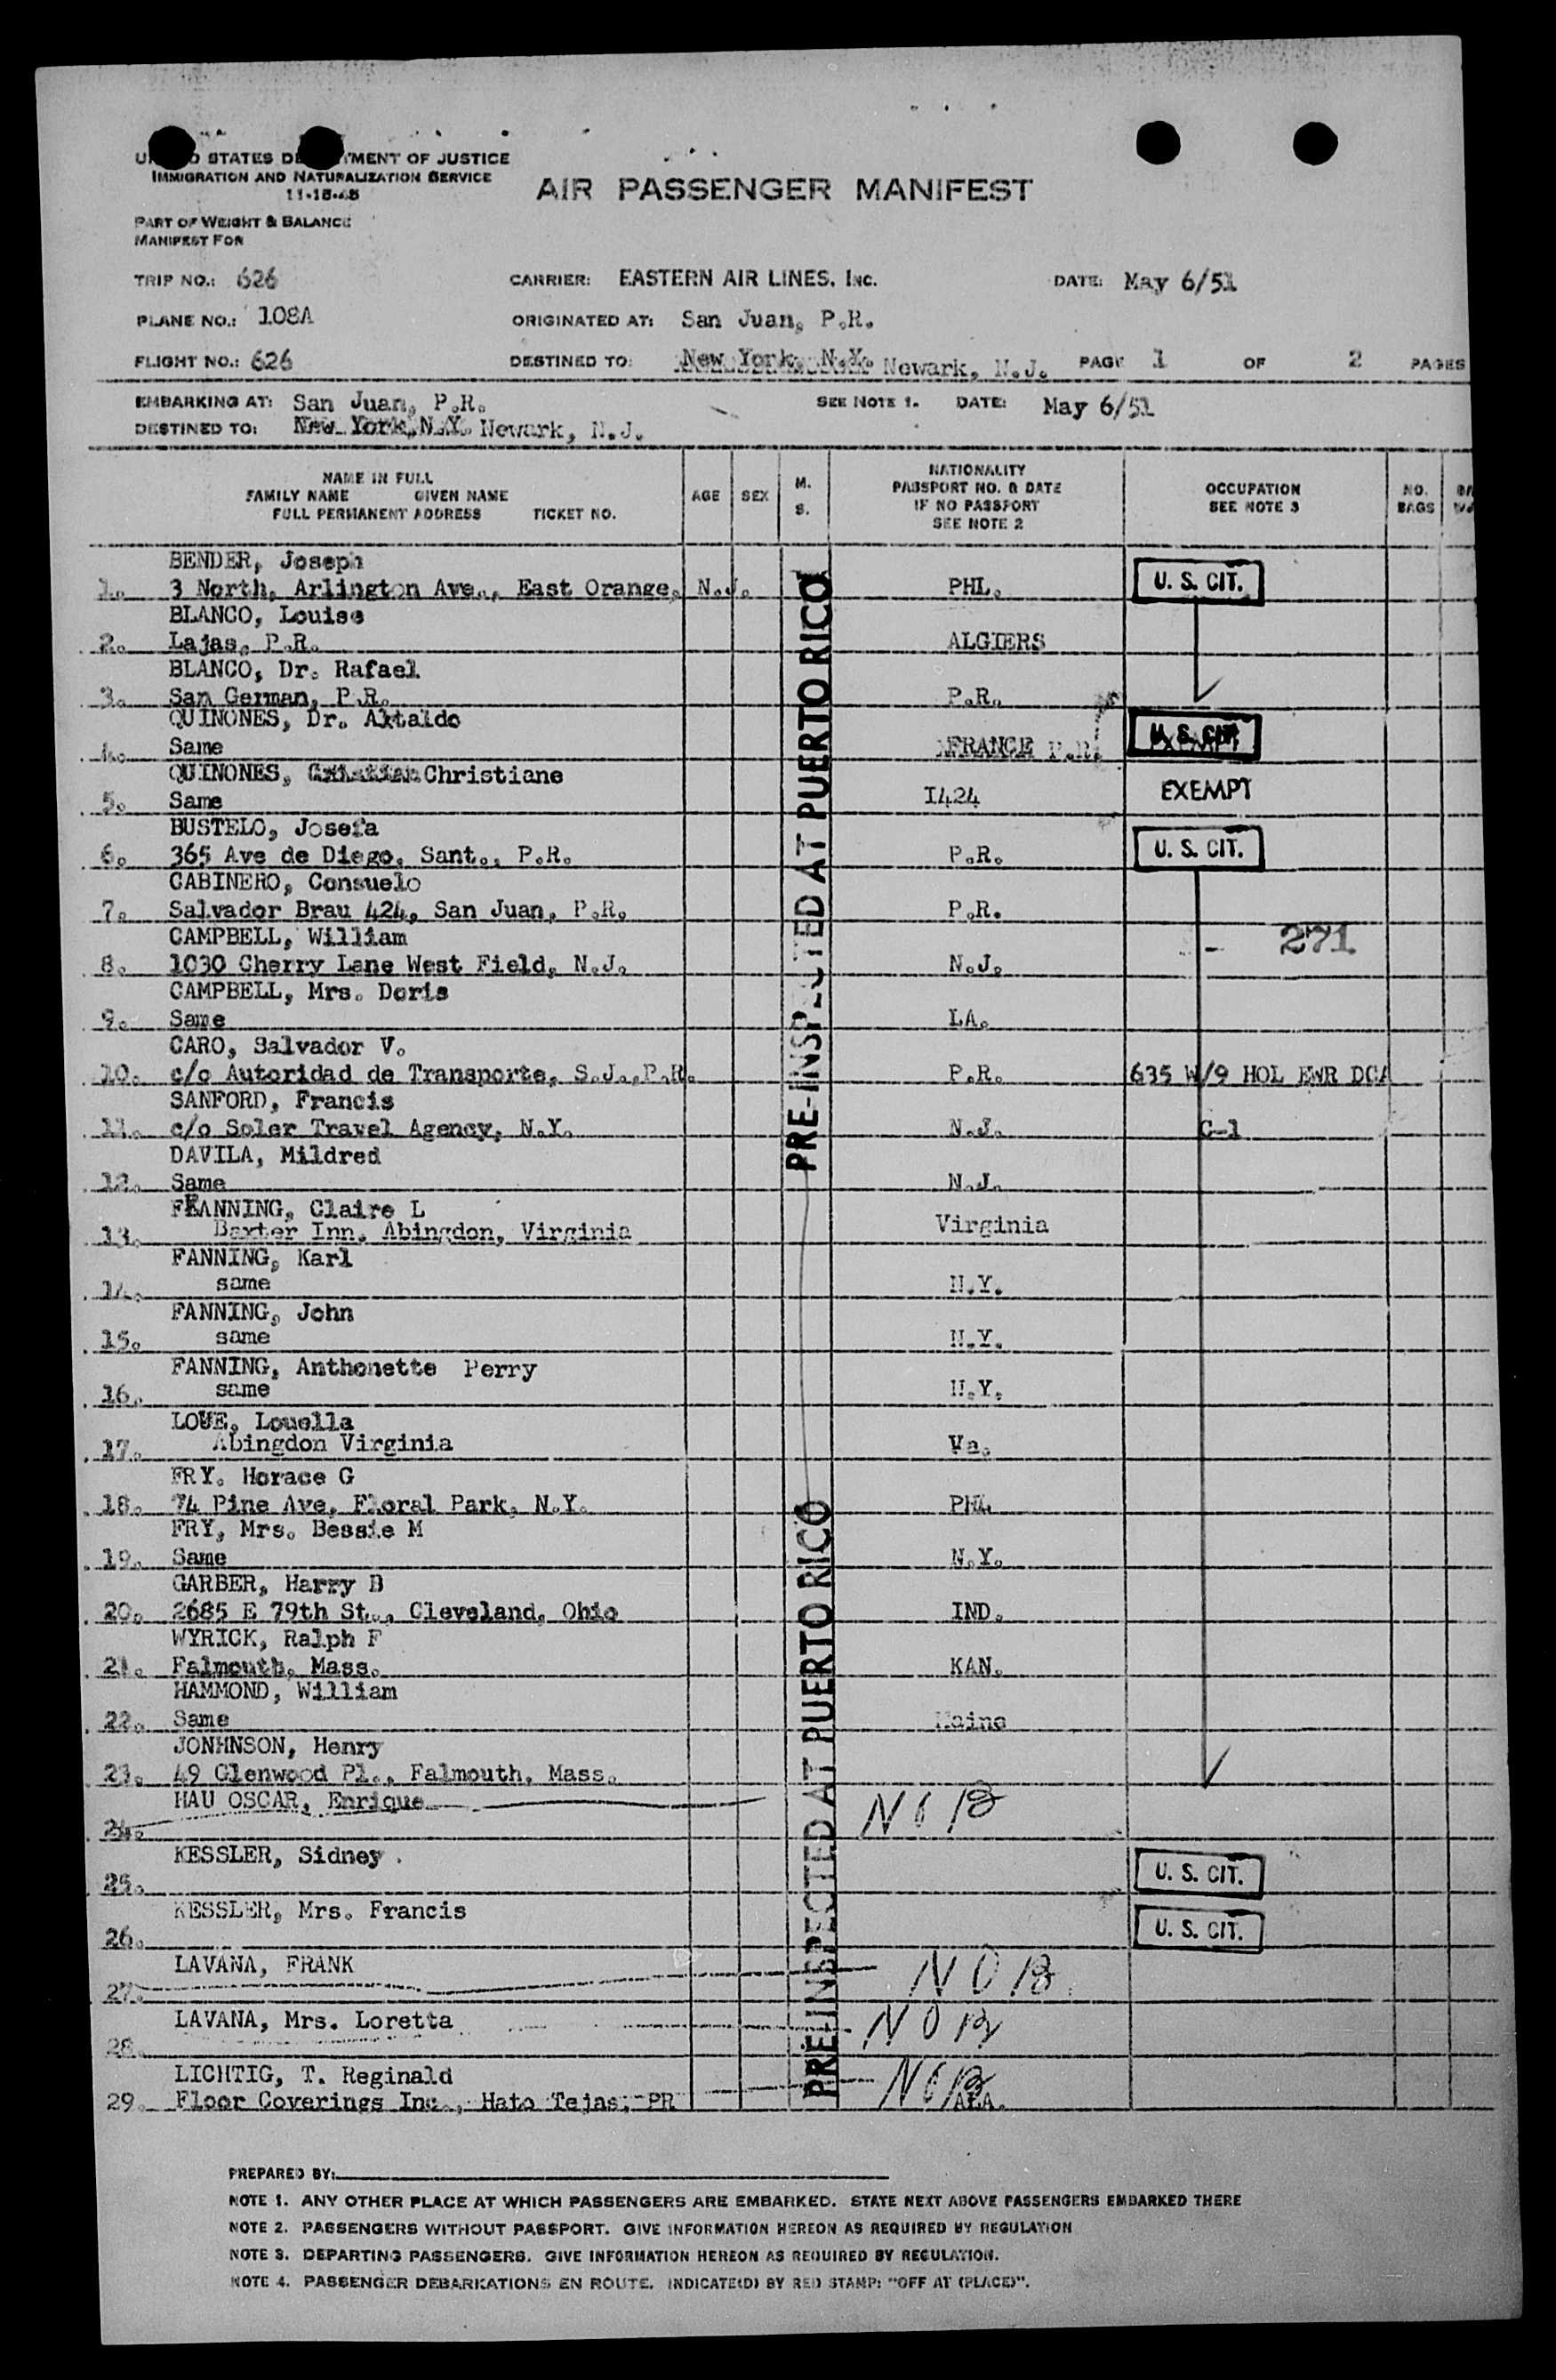 UNITED STATES DEPARTMENT OF JUSTICE
IMMIGRATION AND NATURALIZATION SERVICE
11-15-48
AIR PASSENGER MANIFEST
PART OF WEIGHT & BALANCE
MANIFEST FOR
TRIP NO.: 626 CARRIER: EASTERN AIR LINES, INC. DATE: May 6/51
PLANE NO.: 108A ORIGINATED AT: San Juan, P.R.
FLIGHT NO.: 626 DESTINED TO: New York, N.Y. Newark, N.J. PAGE 1 OF 2 PAGES
EMBARKING AT: San Juan, P.R. SEE NOTE 1. DATE: May 6/51
DESTINED TO: New York,N.Y. Newark, N.J.
NAME IN FULL
FAMILY NAME GIVEN NAME
FULL PERMANENT ADDRESS TICKET NO.
AGE SEX M. S.
NATIONALITY
PASSPORT NO. & DATE
IF NO PASSPORT
SEE NOTE 2
OCCUPATION
SEE NOTE 3
NO. BAGS
BENDER, Joseph
1. 3 North, Arlington Ave., East Orange, N.J. PHL. U. S. CIT.
BLANCO, Louise
2. Lajas, P.R. ALGIERS
BLANCO, Dr. Rafael
3. San German, P.R. P.R.
QUINONES, Dr. Aktaldo
4. Same FRANCE P.R. U. S. CIT.
QUINONES, Christiane
5. Same I424 EXEMPT
BUSTELO, Josefa
6. 365 Ave de Diego, Sant., P.R. P.R. U. S. CIT.
CABINERO, Consuelo
7. Salvador Brau 424, San Juan, P.R. P.R.
CAMPBELL, William 271
8. 1030 Cherry Lane West Field, N.J. N.J.
CAMPBELL, Mrs. Doris
9. Same LA.
CARO, Salvador V.
10. c/o Autoridad de Transporte, S.J.,P.R. P.R. 635 W/9 HOL EWR DCA
SANFORD, Francis
11. c/o Soler Travel Agency, N.Y. N.J. C-1
DAVILA, Mildred
12. Same N.J.
FEANNING, Claire L
13. Baxter Inn, Abingdon, Virginia Virginia
FANNING, Karl
14. same N.Y.
FANNING, John
15. same N.Y.
FANNING, Anthonette Perry
16. same N.Y.
LOUE, Louella
17. Abingdon Virginia Va.
FRY. Horace G
18. 74 Pine Ave, Floral Park, N.Y. PHL
FRY, Mrs. Bessie M
19. Same N.Y.
GARBER, Harry B
20. 2685 E 79th St., Cleveland, Ohio IND.
WYRICK, Ralph F
21. Falmouth, Mass. KAN.
HAMMOND, William
22. Same Maine
JONHNSON, Henry
23. 49 Glenwood Pl., Falmouth, Mass.
HAU OSCAR, Enrique NOB
24.
KESSLER, Sidney
25. U. S. CIT.
KESSLER, Mrs. Francis
26. U. S. CIT.
LAVANA, FRANK NOB
27.
LAVANA, Mrs. Loretta NOB
28.
LICHTIG, T. Reginald NOB
29. Floor Coverings Inc., Hato Tejas, PR ALA.
PRE-INSPECTED AT PUERTO RICO
PRE-INSPECTED AT PUERTO RICO
PREPARED BY:
NOTE 1. ANY OTHER PLACE AT WHICH PASSENGERS ARE EMBARKED. STATE NEXT ABOVE PASSENGERS EMBARKED THERE
NOTE 2. PASSENGERS WITHOUT PASSPORT. GIVE INFORMATION HEREON AS REQUIRED BY REGULATION
NOTE 3. DEPARTING PASSENGERS. GIVE INFORMATION HEREON AS REQUIRED BY REGULATION.
NOTE 4. PASSENGER DEBARKATIONS EN ROUTE. INDICATE(D) BY RED STAMP: "OFF AT (PLACE)".